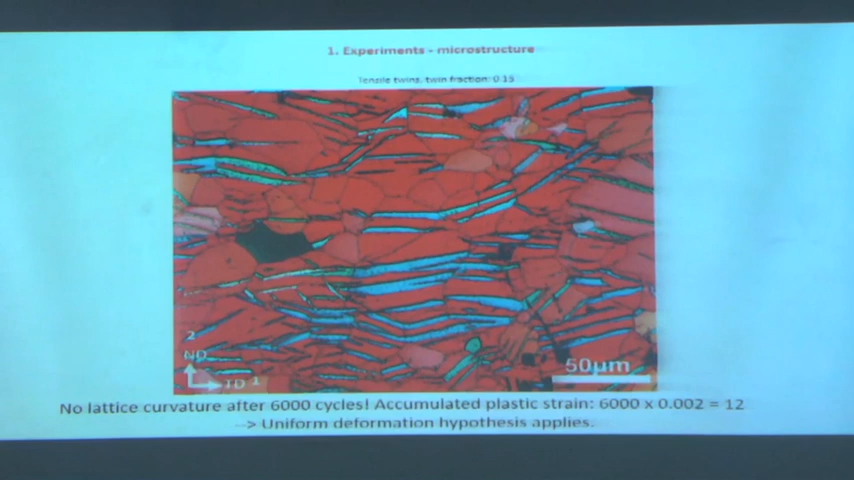 1. Experiments - microstructure
Tensile twins, twin fraction: 0.15
2
ND
TD 1
50µm
No lattice curvature after 6000 cycles! Accumulated plastic strain: 6000 x 0.002 = 12
--> Uniform deformation hypothesis applies.